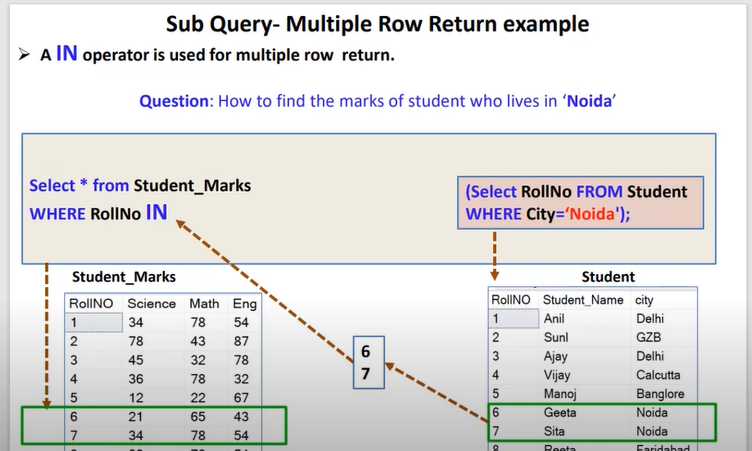 Sub Query- Multiple Row Return example
➤ A IN operator is used for multiple row return.
Question: How to find the marks of student who lives in ‘Noida’
Select * from Student_Marks
WHERE RollNo IN
(Select RollNo FROM Student
WHERE City=‘Noida');
Student_Marks
RollNO Science Math Eng
1 34 78 54
2 78 43 87
3 45 32 78
4 36 78 32
5 12 22 67
6 21 65 43
7 34 78 54
6
7
Student
RollNO Student_Name city
1 Anil Delhi
2 Sunl GZB
3 Ajay Delhi
4 Vijay Calcutta
5 Manoj Banglore
6 Geeta Noida
7 Sita Noida
8 Reeta Faridabad